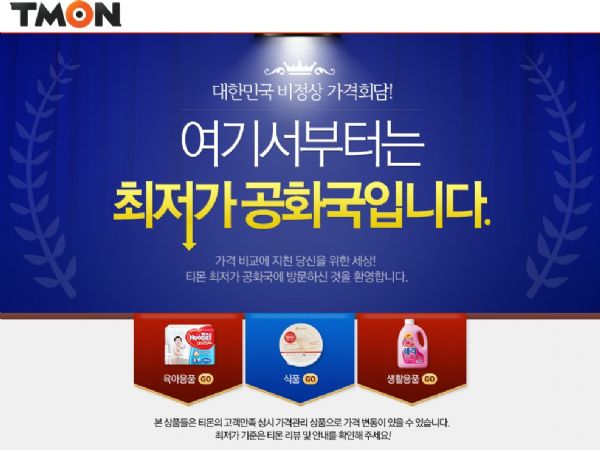 TMON
대한민국 비정상 가격회담!
여기서부터는
최저가 공화국입니다.
가격 비교에 지친 당신을 위한 세상!
티몬 최저가 공화국에 방문하신 것을 환영합니다.
HUGGIES
육아용품 GO
식품 GO
생활용품 GO
본 상품들은 티몬의 고객만족 상시 가격관리 상품으로 가격 변동이 있을 수 있습니다.
최저가 기준은 티몬 리뷰 및 안내를 확인해 주세요!